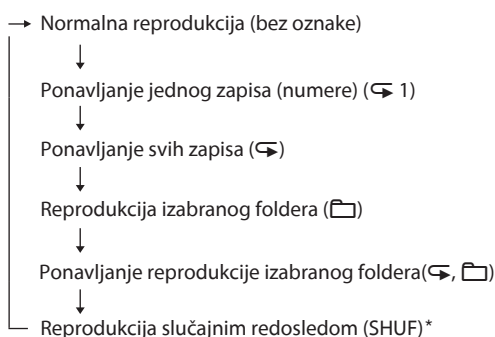 Normalna reprodukcija (bez oznake)
Ponavljanje jednog zapisa (numere) ( 1)
Ponavljanje svih zapisa ()
Reprodukcija izabranog foldera ()
Ponavljanje reprodukcije izabranog foldera(, )
Reprodukcija slučajnim redosledom (SHUF)*